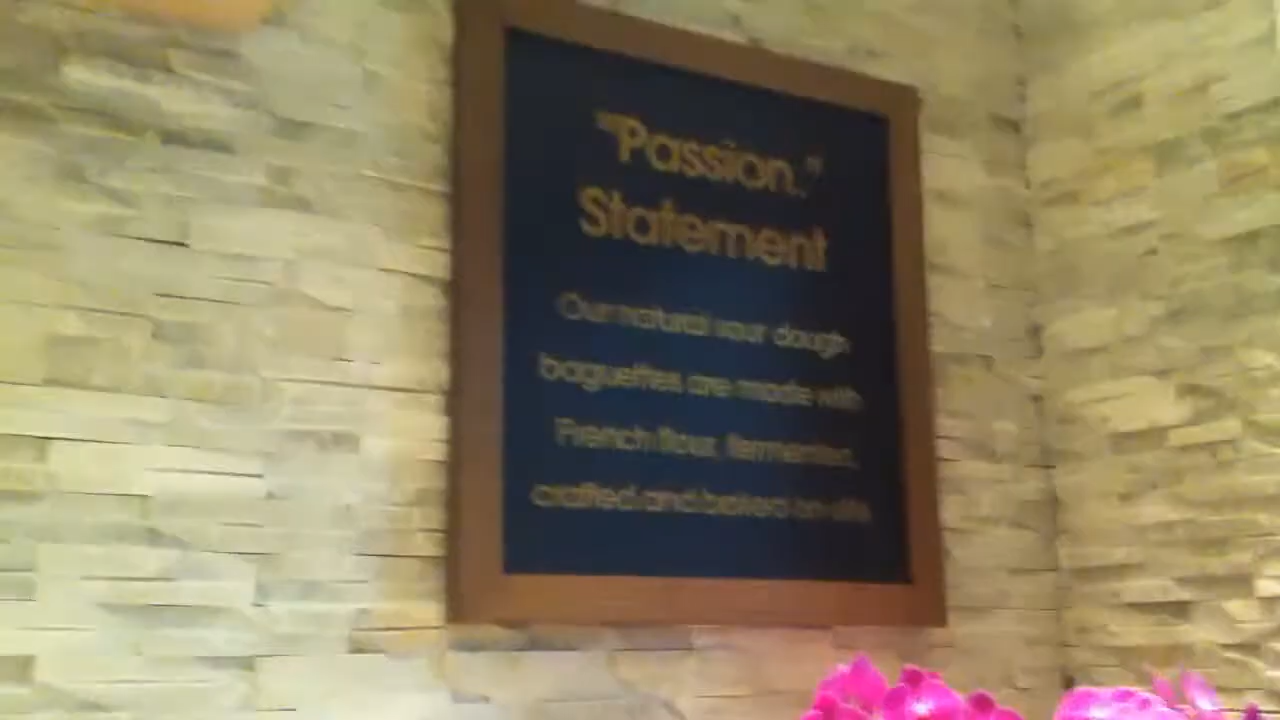 "Passion."
Statement
Our natural sour dough
baguettes are made with
French flour, fermented,
crafted and baked on-site.